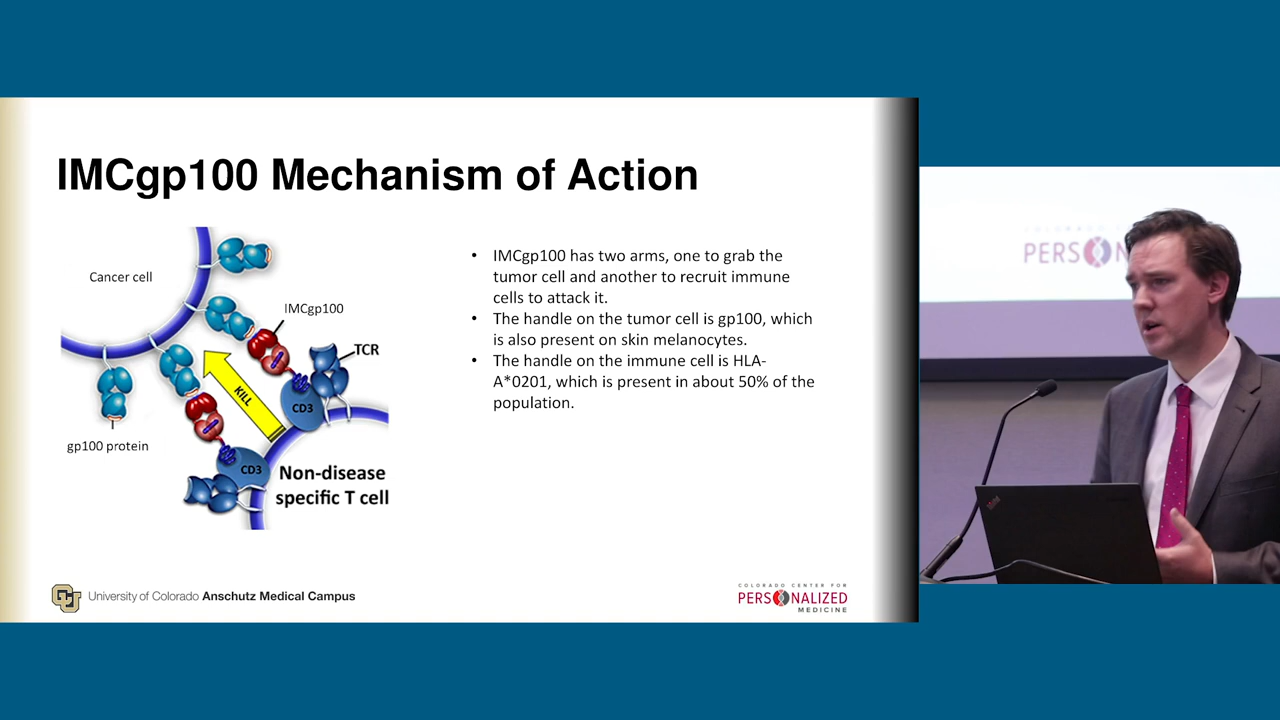 IMCgp100 Mechanism of Action
Cancer cell
IMCgp100
TCR
KILL
CD3
gp100 protein
CD3
Non-disease
specific T cell
• IMCgp100 has two arms, one to grab the
tumor cell and another to recruit immune
cells to attack it.
• The handle on the tumor cell is gp100, which
is also present on skin melanocytes.
• The handle on the immune cell is HLA-
A*0201, which is present in about 50% of the
population.
University of Colorado Anschutz Medical Campus
COLORADO CENTER FOR
PERSONALIZED
MEDICINE